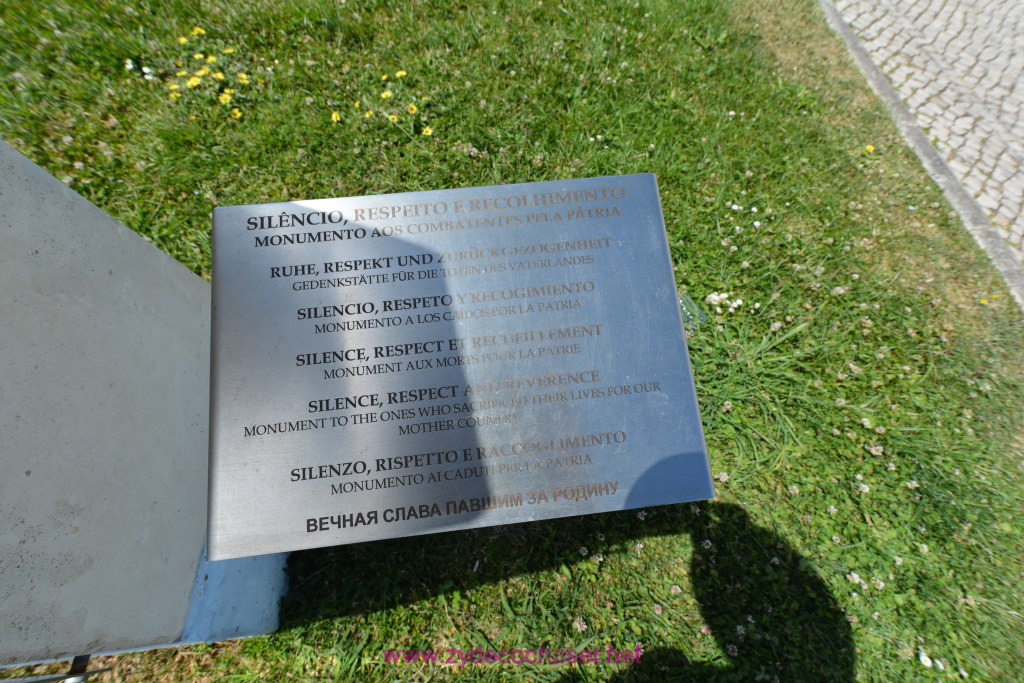 SILÊNCIO, RESPEITO E RECOLHIMENTO
MONUMENTO AOS COMBATENTES PELA PÁTRIA
RUHE, RESPEKT UND ZURÜCKGEZOGENHEIT
GEDENKSTÄTTE FÜR DIE TOTEN DES VATERLANDES
SILENCIO, RESPETO Y RECOGIMIENTO
MONUMENTO A LOS CAÍDOS POR LA PATRIA
SILENCE, RESPECT ET RECUEILLEMENT
MONUMENT AUX MORTS POUR LA PATRIE
SILENCE, RESPECT AND REVERENCE
MONUMENT TO THE ONES WHO SACRIFICED THEIR LIVES FOR OUR
MOTHER COUNTRY
SILENZO, RISPETTO E RACCOGLIMENTO
MONUMENTO AI CADUTI PER LA PATRIA
ВЕЧНАЯ СЛАВА ПАВШИМ ЗА РОДИНУ
www.zydecocruiser.net